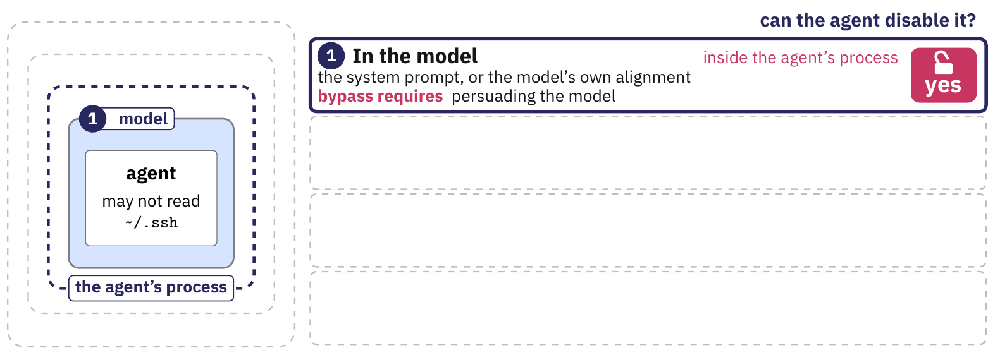 can the agent disable it?
1 In the model
inside the agent’s process
the system prompt, or the model’s own alignment
bypass requires persuading the model
yes
1 model
agent
may not read
~/.ssh
the agent’s process